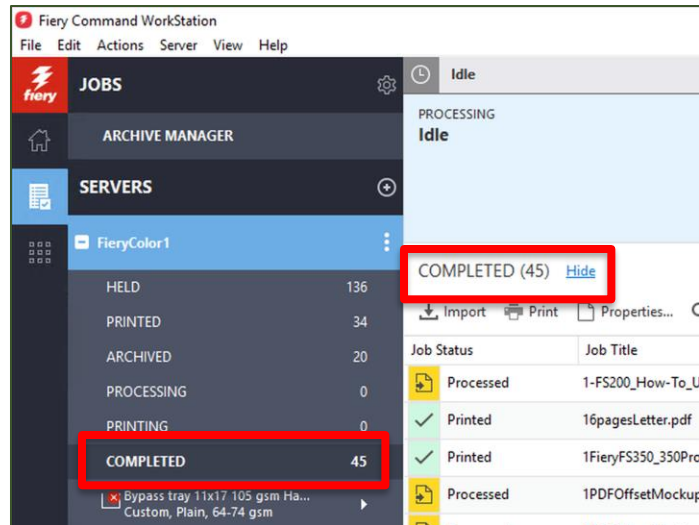 Fiery Command WorkStation
File Edit Actions Server View Help
fiery
JOBS
ARCHIVE MANAGER
SERVERS
FieryColor1
HELD 136
PRINTED 34
ARCHIVED 20
PROCESSING 0
PRINTING 0
COMPLETED 45
Bypass tray 11x17 105 gsm Ha...
Custom, Plain, 64-74 gsm
Idle
PROCESSING
Idle
COMPLETED (45) Hide
Import Print Properties...
Job Status Job Title
Processed 1-FS200_How-To_U
Printed 16pagesLetter.pdf
Printed 1FieryFS350_350Pro
Processed 1PDFOffsetMockup